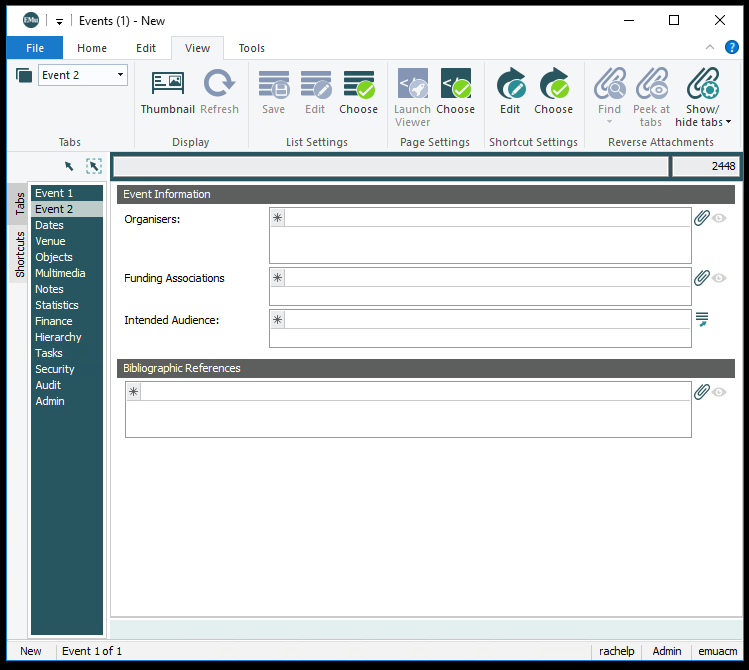 EMu Events (1) - New
File Home Edit View Tools
?
Event 2
Thumbnail Refresh Save Edit Choose Launch Viewer Choose Edit Choose Find Peek at tabs Show/ hide tabs
Tabs Display List Settings Page Settings Shortcut Settings Reverse Attachments
2448
Tabs
Shortcuts
Event 1
Event 2
Dates
Venue
Objects
Multimedia
Notes
Statistics
Finance
Hierarchy
Tasks
Security
Audit
Admin
Event Information
Organisers:
Funding Associations
Intended Audience:
Bibliographic References
New Event 1 of 1 rachelp Admin emuacm